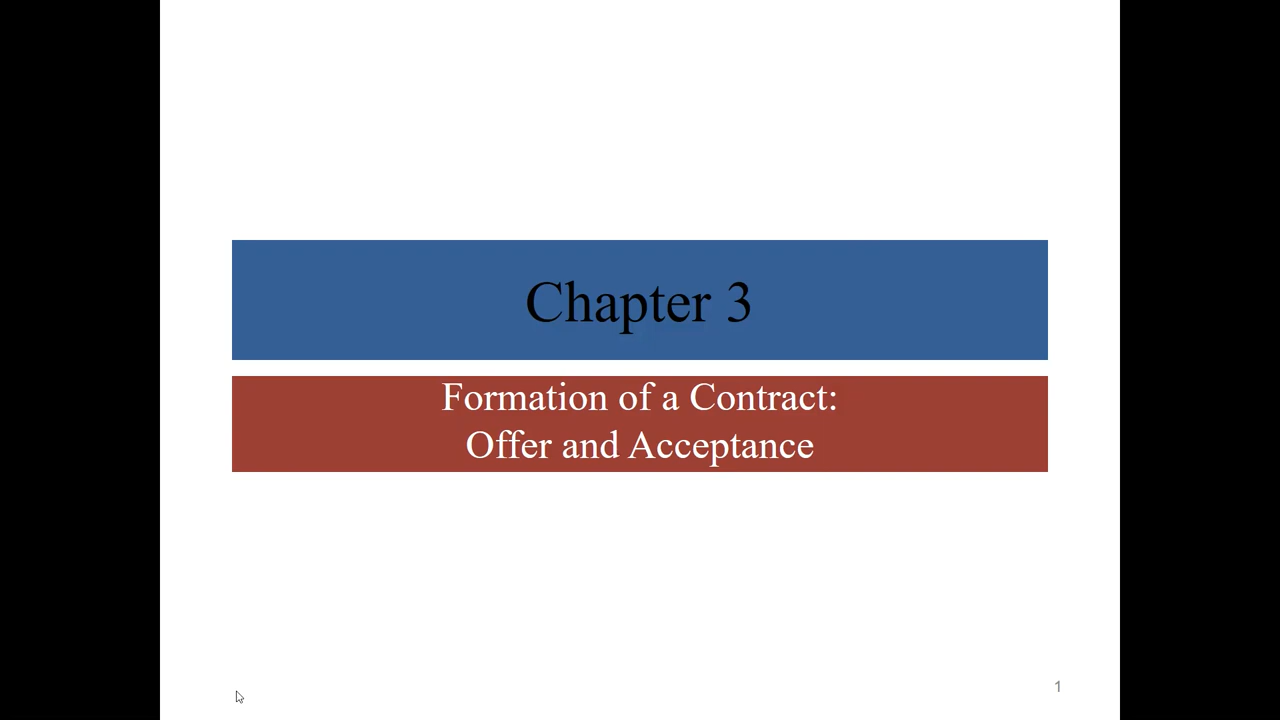 Chapter 3
Formation of a Contract:
Offer and Acceptance
1